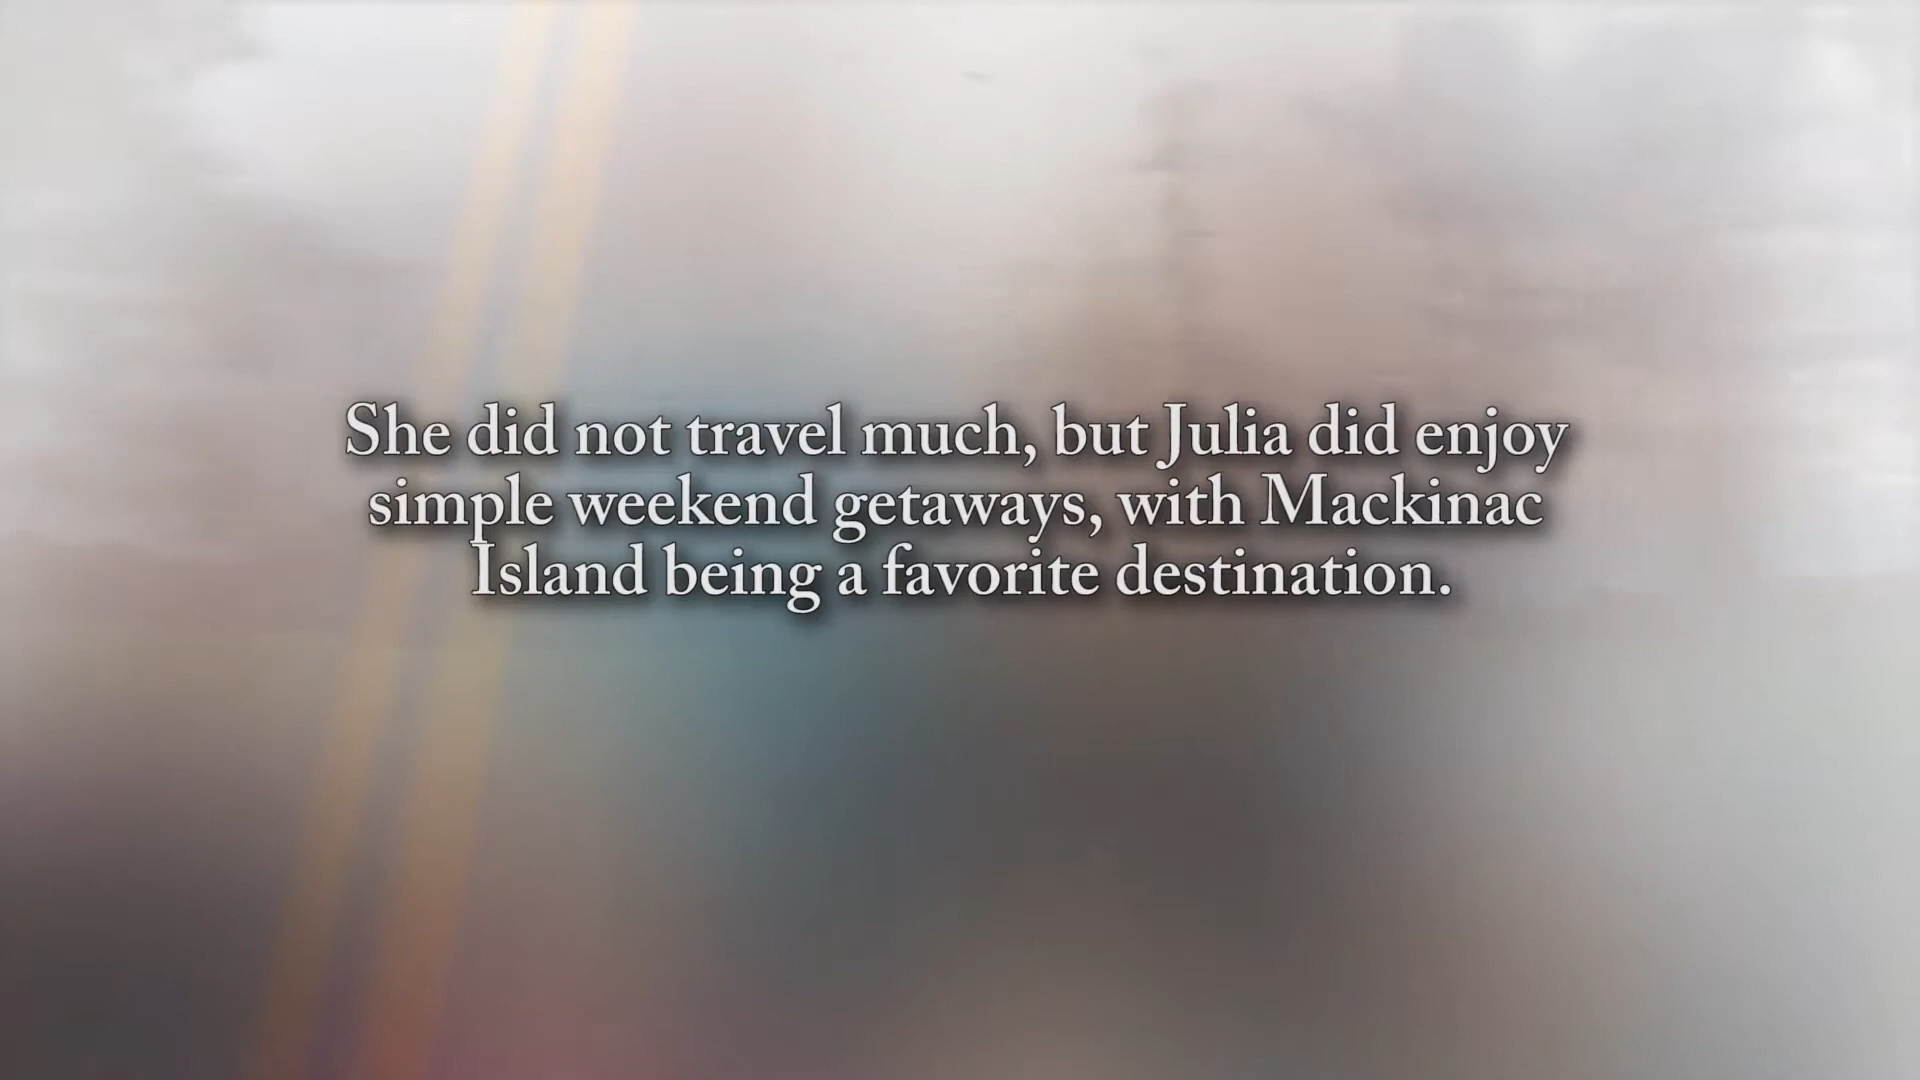 She did not travel much, but Julia did enjoy
simple weekend getaways, with Mackinac
Island being a favorite destination.